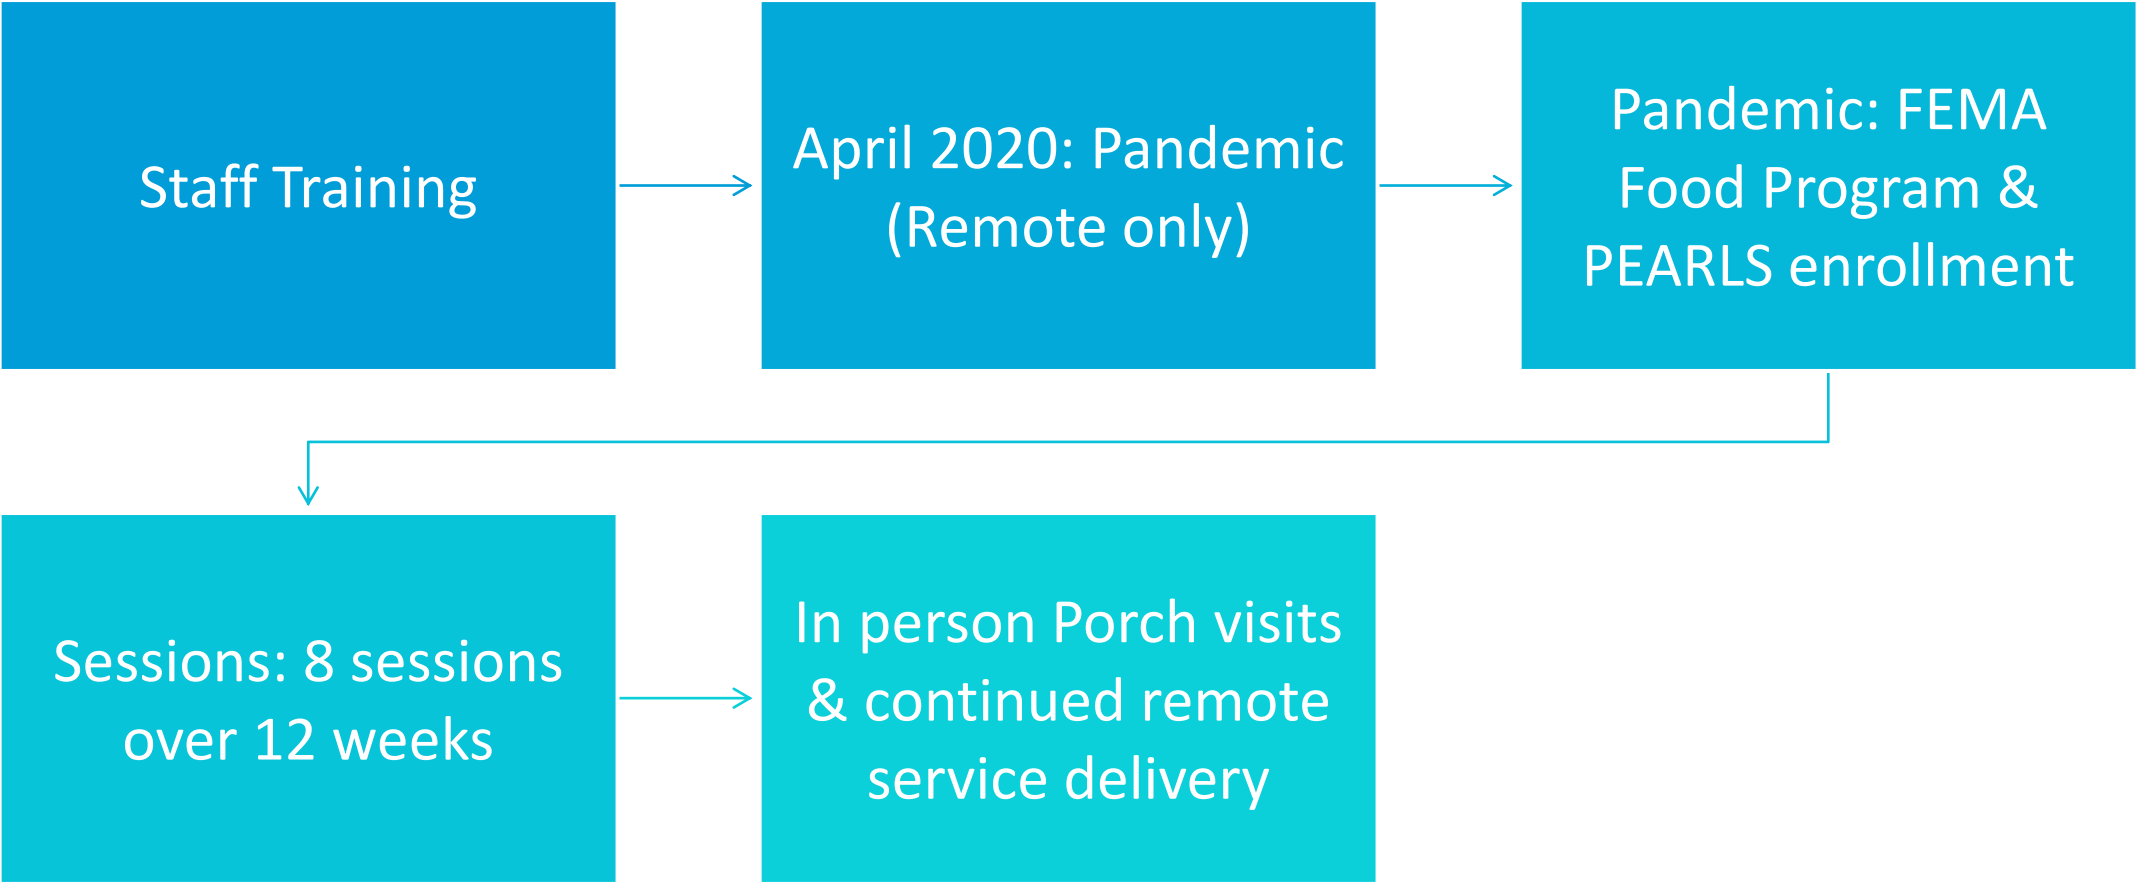 Staff Training
April 2020: Pandemic
(Remote only)
Pandemic: FEMA
Food Program &
PEARLS enrollment
Sessions: 8 sessions
over 12 weeks
In person Porch visits
& continued remote
service delivery